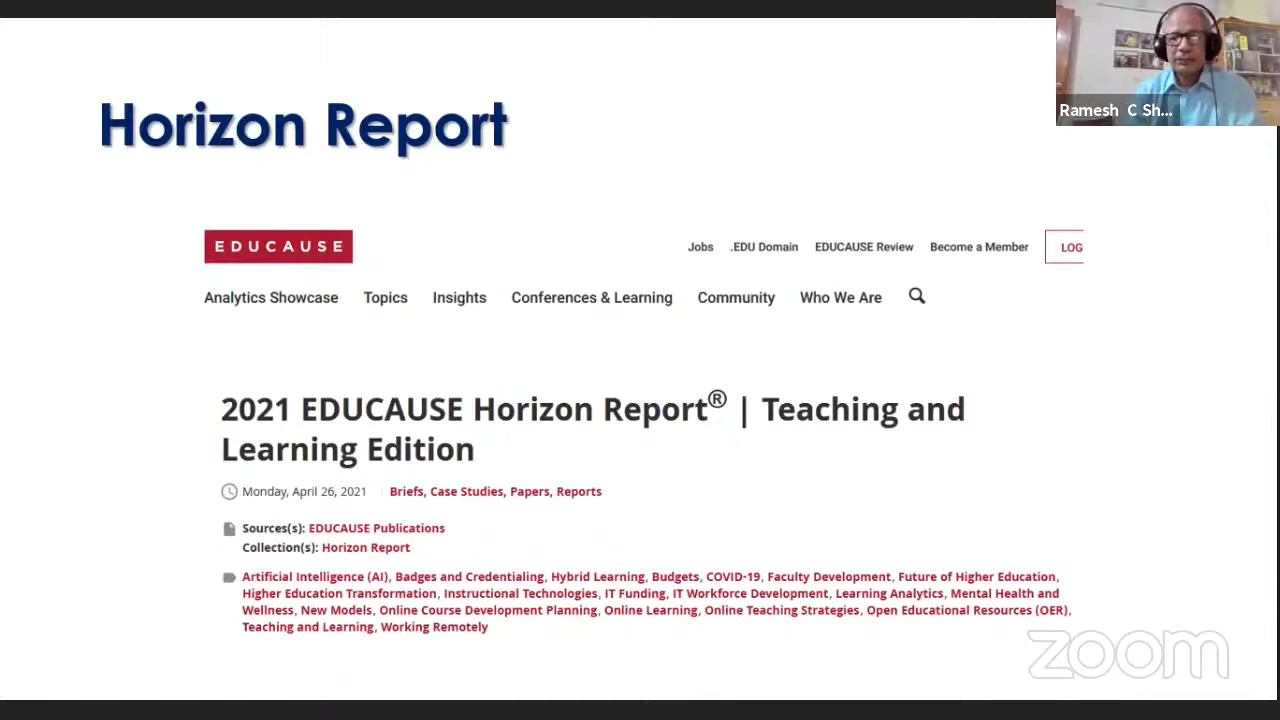 Horizon Report
Ramesh C Sh...
EDUCAUSE
Jobs .EDU Domain EDUCAUSE Review Become a Member LOG
Analytics Showcase Topics Insights Conferences & Learning Community Who We Are
2021 EDUCAUSE Horizon Report® | Teaching and
Learning Edition
Monday, April 26, 2021 Briefs, Case Studies, Papers, Reports
Sources(s): EDUCAUSE Publications
Collection(s): Horizon Report
Artificial Intelligence (AI), Badges and Credentialing, Hybrid Learning, Budgets, COVID-19, Faculty Development, Future of Higher Education,
Higher Education Transformation, Instructional Technologies, IT Funding, IT Workforce Development, Learning Analytics, Mental Health and
Wellness, New Models, Online Course Development Planning, Online Learning, Online Teaching Strategies, Open Educational Resources (OER),
Teaching and Learning, Working Remotely
zoom